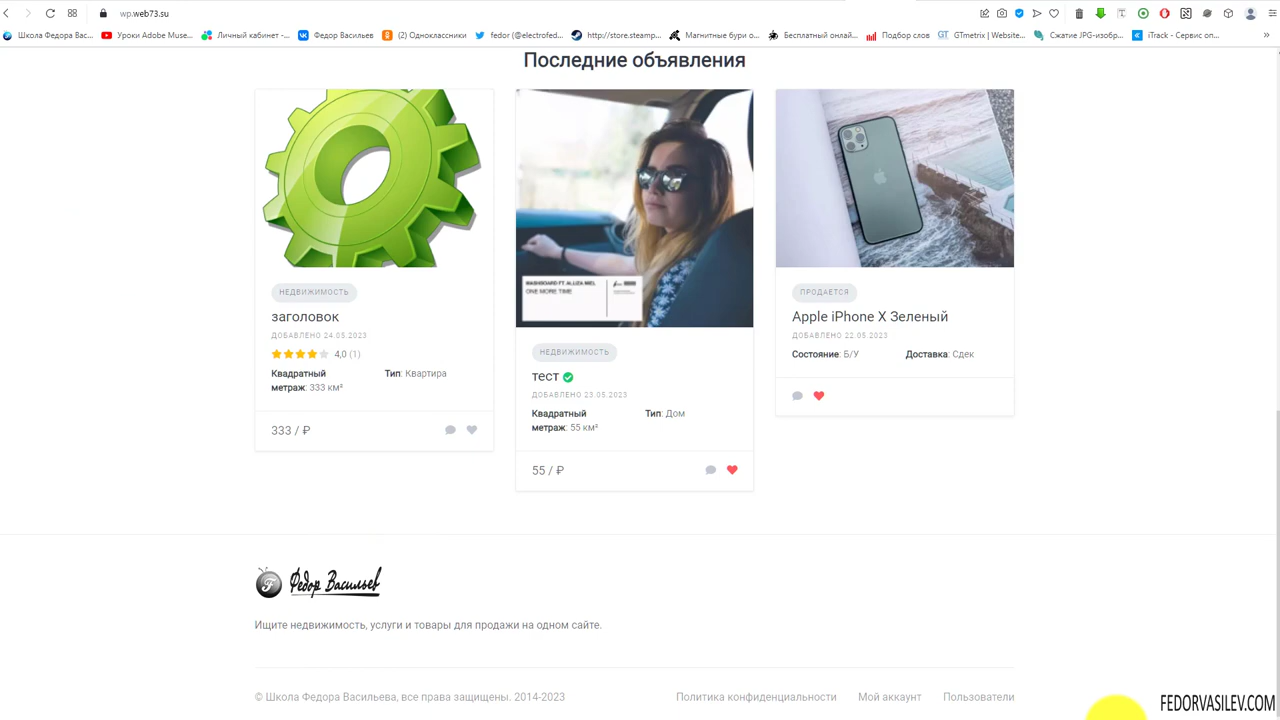 wp.web73.su
Школа Федора Вас...
Уроки Adobe Muse...
Личный кабинет -...
Федор Васильев
(2) Одноклассники
fedor (@electrofed...
http://store.steamp...
Магнитные бури о...
Бесплатный онлай...
Подбор слов
GT GTmetrix | Website...
Сжатие JPG-изобр...
iTrack - Сервис оп...
Последние объявления
НЕДВИЖИМОСТЬ
заголовок
ДОБАВЛЕНО 24.05.2023
4,0 (1)
Квадратный
метраж: 333 км²
Тип: Квартира
333 / ₽
ONE MORE TIME
НЕДВИЖИМОСТЬ
тест
ДОБАВЛЕНО 23.05.2023
Квадратный
метраж: 55 км²
Тип: Дом
55 / ₽
ПРОДАЕТСЯ
Apple iPhone X Зеленый
ДОБАВЛЕНО 22.05.2023
Состояние: Б/У
Доставка: Сдек
Федор Васильев
Ищите недвижимость, услуги и товары для продажи на одном сайте.
© Школа Федора Васильева, все права защищены. 2014-2023
Политика конфиденциальности
Мой аккаунт
Пользователи
FEDORVASILEV.COM